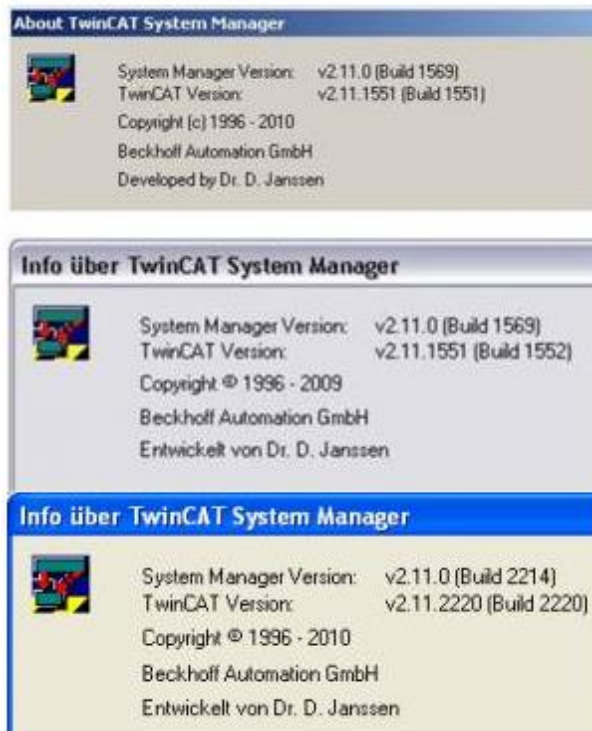 About TwinCAT System Manager
System Manager Version: v2.11.0 (Build 1569)
TwinCAT Version: v2.11.1551 (Build 1551)
Copyright (c) 1996 - 2010
Beckhoff Automation GmbH
Developed by Dr. D. Janssen
Info über TwinCAT System Manager
System Manager Version: v2.11.0 (Build 1569)
TwinCAT Version: v2.11.1551 (Build 1552)
Copyright © 1996 - 2009
Beckhoff Automation GmbH
Entwickelt von Dr. D. Janssen
Info über TwinCAT System Manager
System Manager Version: v2.11.0 (Build 2214)
TwinCAT Version: v2.11.2220 (Build 2220)
Copyright © 1996 - 2010
Beckhoff Automation GmbH
Entwickelt von Dr. D. Janssen